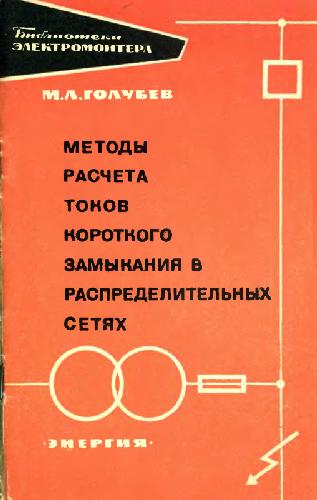 Библиотека
ЭЛЕКТРОМОНТЕРА
М.Л.ГОЛУБЕВ
МЕТОДЫ
РАСЧЕТА
ТОКОВ
КОРОТКОГО
ЗАМЫКАНИЯ В
РАСПРЕДЕЛИТЕЛЬНЫХ
СЕТЯХ
·ЭНЕРГИЯ·